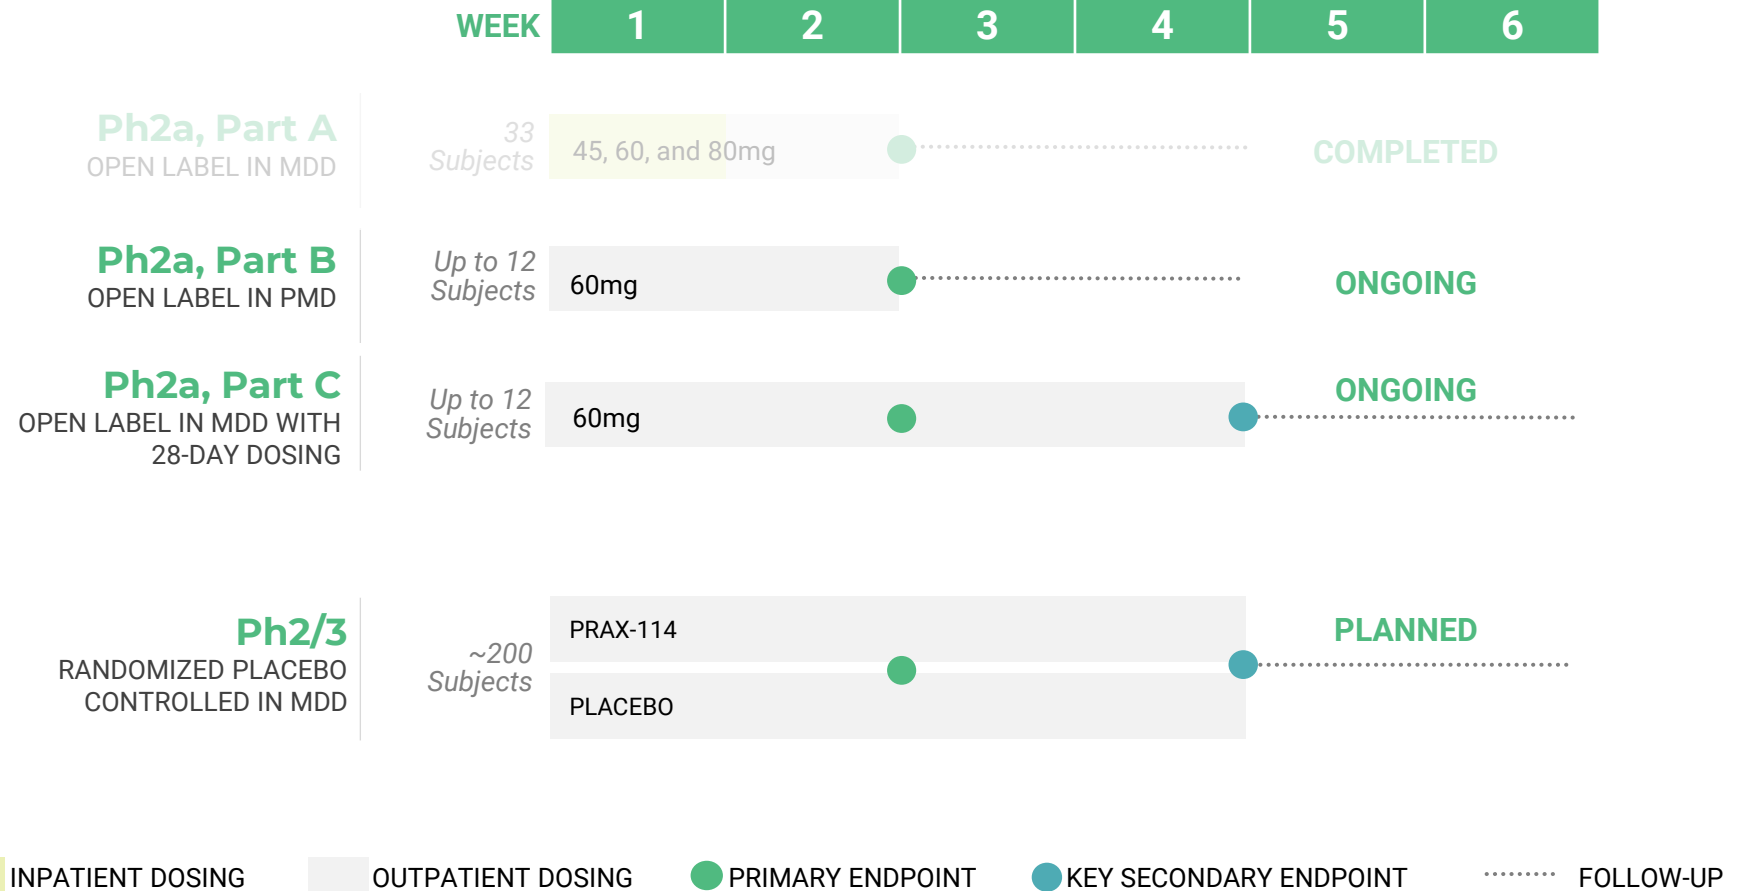 WEEK 1 2 3 4 5 6
Ph2a, Part A
OPEN LABEL IN MDD
33
Subjects
45, 60, and 80mg
COMPLETED
Ph2a, Part B
OPEN LABEL IN PMD
Up to 12
Subjects
60mg
ONGOING
Ph2a, Part C
OPEN LABEL IN MDD WITH
28-DAY DOSING
Up to 12
Subjects
60mg
ONGOING
Ph2/3
RANDOMIZED PLACEBO
CONTROLLED IN MDD
~200
Subjects
PRAX-114
PLACEBO
PLANNED
INPATIENT DOSING
OUTPATIENT DOSING
PRIMARY ENDPOINT
KEY SECONDARY ENDPOINT
FOLLOW-UP